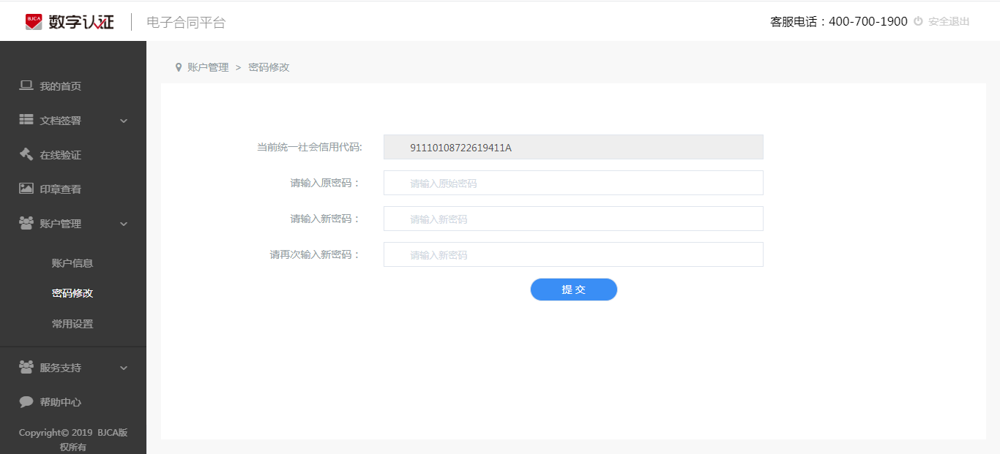 BJCA 数字认证 电子合同平台 客服电话：400-700-1900 安全退出
账户管理 > 密码修改
我的首页
文档签署
在线验证
印章查看
账户管理
账户信息
密码修改
常用设置
服务支持
帮助中心
Copyright© 2019 BJCA版
权所有
当前统一社会信用代码: 91110108722619411A
请输入原密码： 请输入原始密码
请输入新密码： 请输入新密码
请再次输入新密码： 请输入新密码
提 交